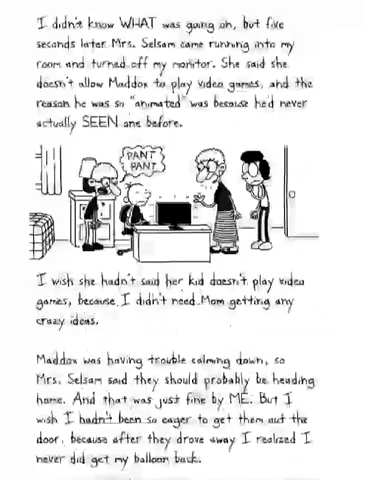 I didn't know WHAT was going on, but five
seconds later Mrs. Selsam came running into my
room and turned off my monitor. She said she
doesn't allow Maddox to play video games, and the
reason he was so "animated" was because he'd never
actually SEEN one before.
PANT
PANT
I wish she hadn't said her kid doesn't play video
games, because I didn't need Mom getting any
crazy ideas.
Maddox was having trouble calming down, so
Mrs. Selsam said they should probably be heading
home. And that was just fine by ME. But I
wish I hadn't been so eager to get them out the
door, because after they drove away I realized I
never did get my balloon back.